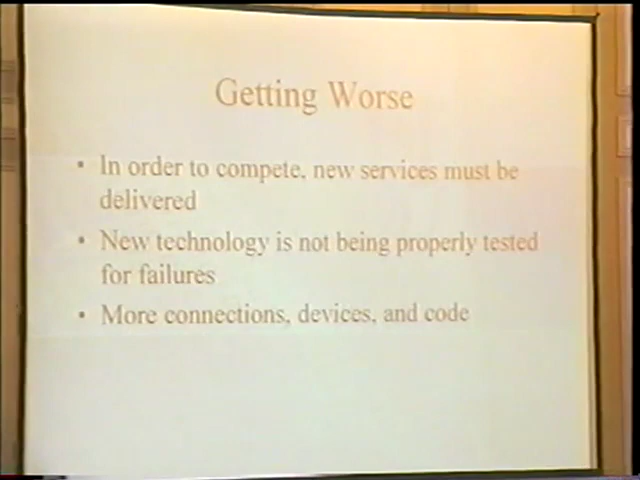 Getting Worse
• In order to compete, new services must be
delivered
• New technology is not being properly tested
for failures
• More connections, devices, and code